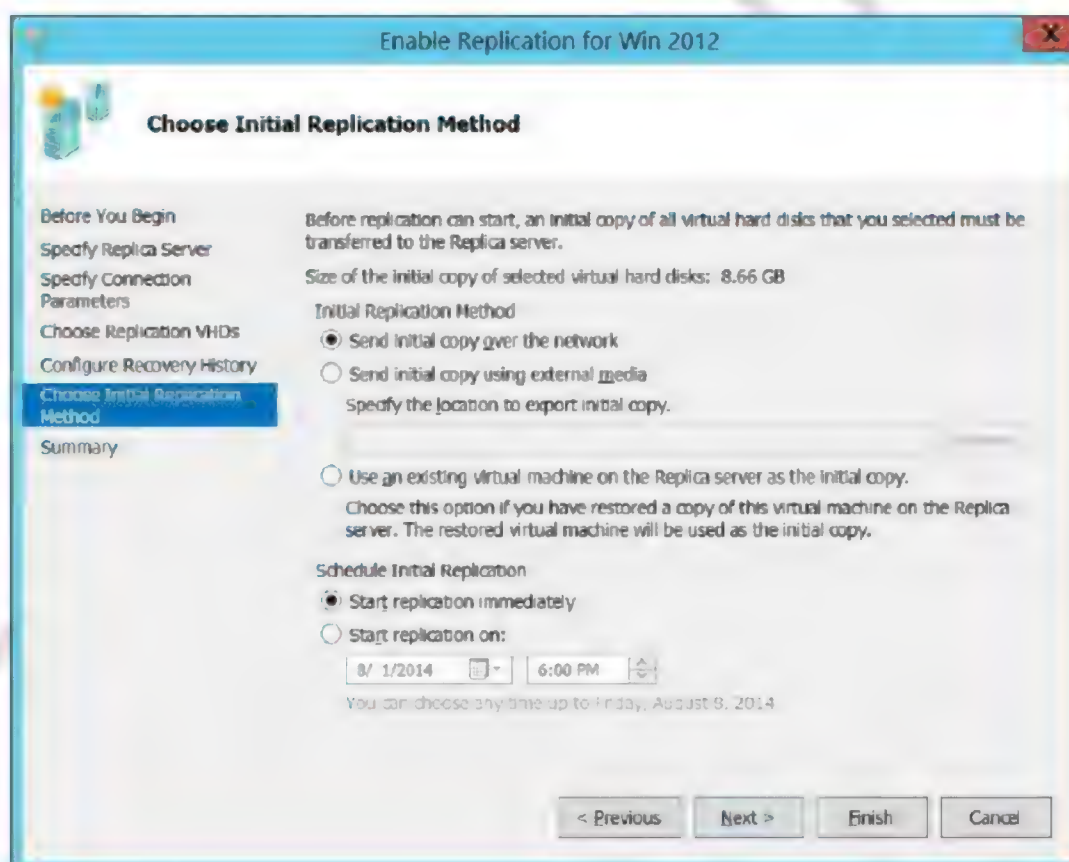 Enable Replication for Win 2012
Choose Initial Replication Method
Before You Begin
Specify Replica Server
Specify Connection
Parameters
Choose Replication VHDs
Configure Recovery History
Choose Initial Replication
Method
Summary
Before replication can start, an initial copy of all virtual hard disks that you selected must be
transferred to the Replica server.
Size of the initial copy of selected virtual hard disks: 8.66 GB
Initial Replication Method
Send initial copy over the network
Send initial copy using external media
Specify the location to export initial copy.
Use an existing virtual machine on the Replica server as the initial copy.
Choose this option if you have restored a copy of this virtual machine on the Replica
server. The restored virtual machine will be used as the initial copy.
Schedule Initial Replication
Start replication immediately
Start replication on:
8/ 1/2014
6:00 PM
You can choose any time up to Friday, August 8, 2014
< Previous
Next >
Finish
Cancel